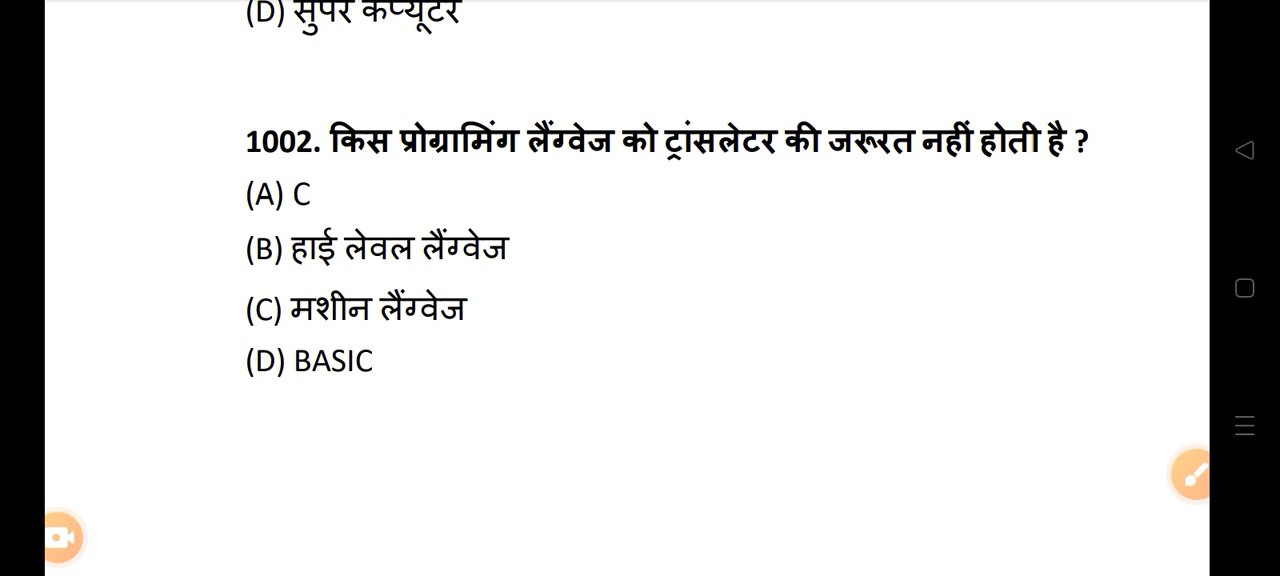 (D) सुपर कंप्यूटर
1002. किस प्रोग्रामिंग लैंग्वेज को ट्रांसलेटर की जरूरत नहीं होती है ?
(A) C
(B) हाई लेवल लैंग्वेज
(C) मशीन लैंग्वेज
(D) BASIC